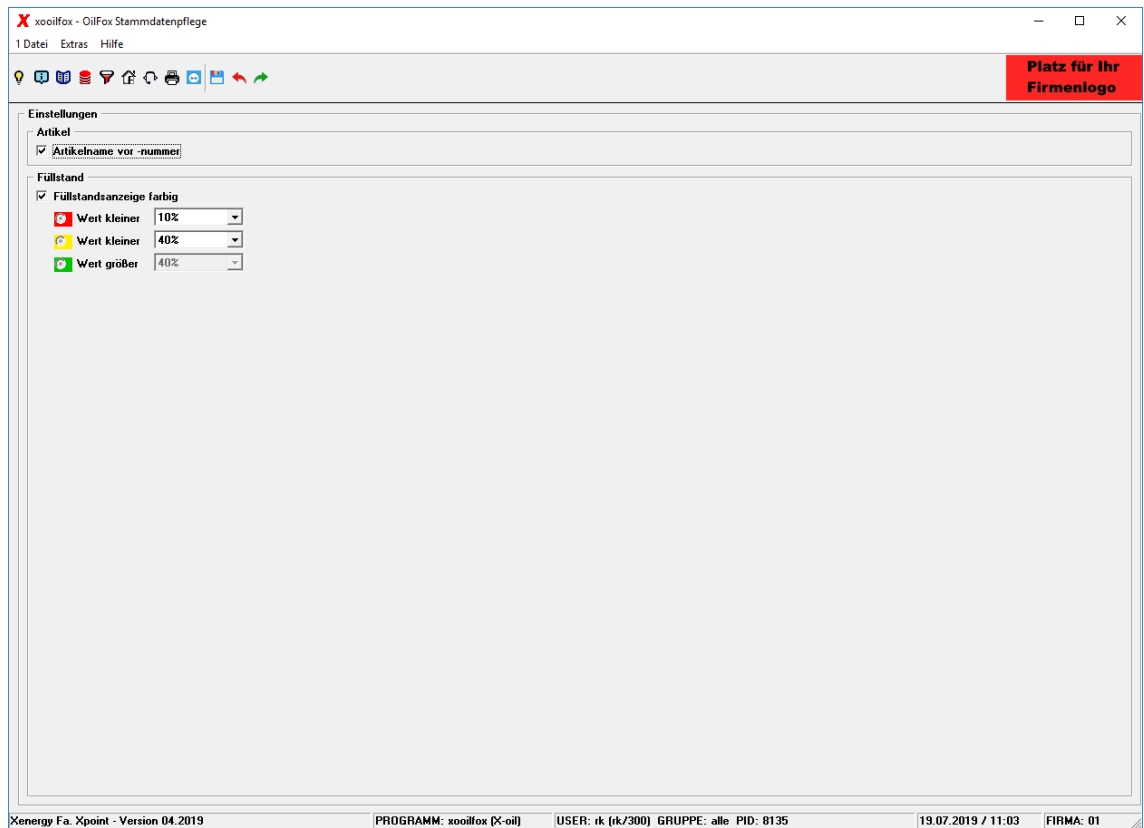 X xooilfox - OilFox Stammdatenpflege
1 Datei Extras Hilfe
Platz für Ihr
Firmenlogo
Einstellungen
Artikel
Artikelname vor -nummer
Füllstand
Füllstandsanzeige farbig
Wert kleiner 10%
Wert kleiner 40%
Wert größer 40%
Xenergy Fa. Xpoint - Version 04.2019 PROGRAMM: xooilfox (X-oil) USER: rk (rk/300) GRUPPE: alle PID: 8135 19.07.2019 / 11:03 FIRMA: 01